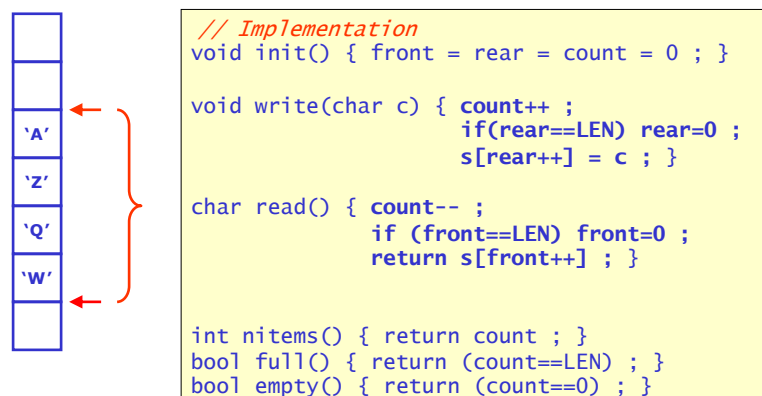 // Implementation
void init() { front = rear = count = 0 ; }
void write(char c) { count++ ;
if(rear==LEN) rear=0 ;
s[rear++] = c ; }
char read() { count-- ;
if (front==LEN) front=0 ;
return s[front++] ; }
int nitems() { return count ; }
bool full() { return (count==LEN) ; }
bool empty() { return (count==0) ; }
‘A’
‘Z’
‘Q’
‘W’